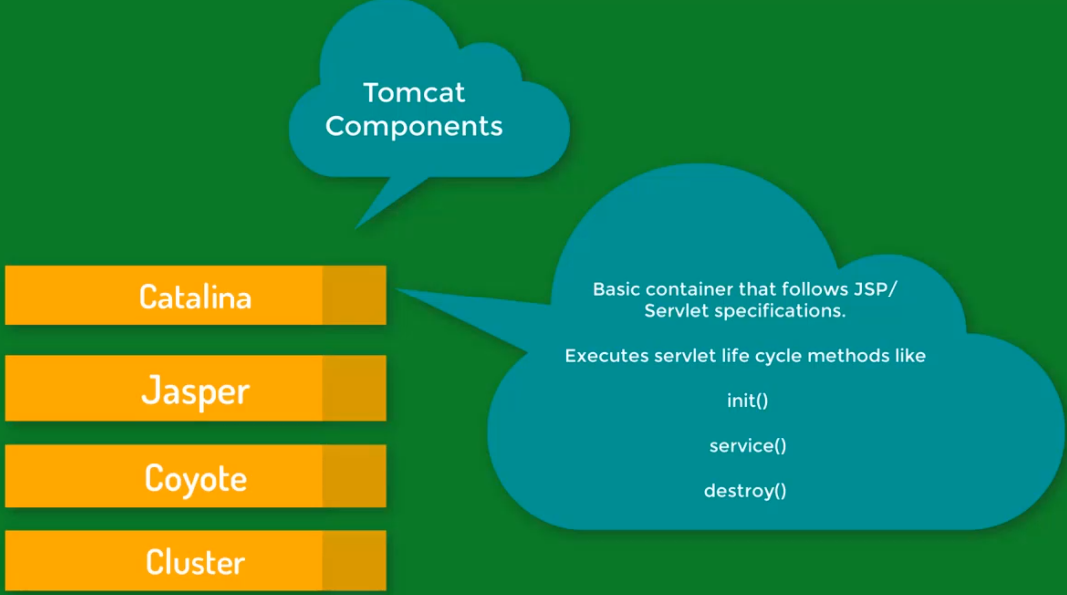 Tomcat
Components
Catalina
Jasper
Coyote
Cluster
Basic container that follows JSP/
Servlet specifications.
Executes servlet life cycle methods like
init()
service()
destroy()